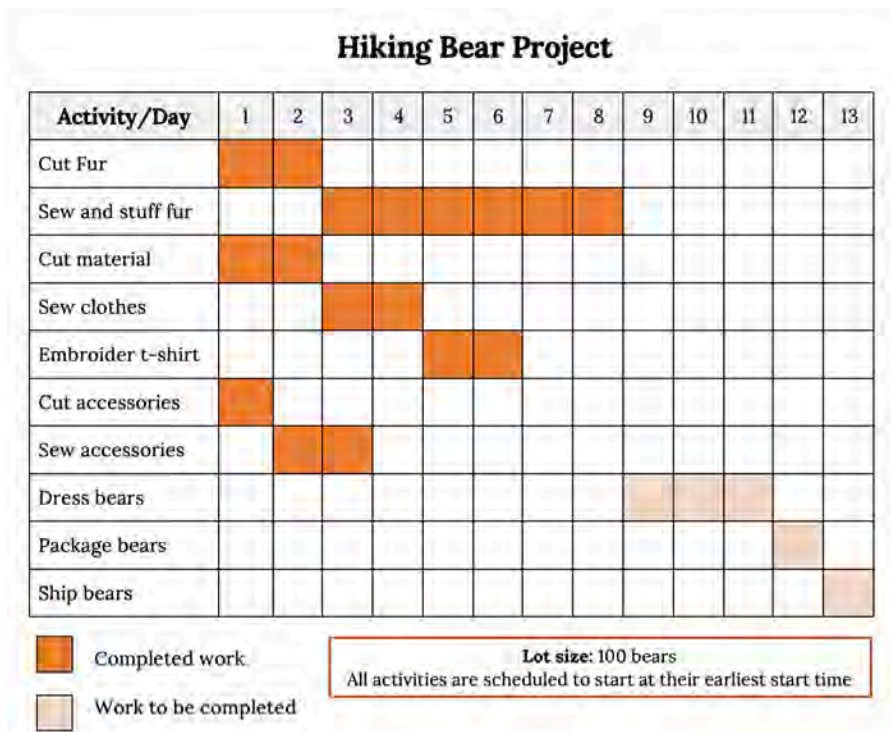 Hiking Bear Project
Activity/Day 1 2 3 4 5 6 7 8 9 10 11 12 13
Cut Fur
Sew and stuff fur
Cut material
Sew clothes
Embroider t-shirt
Cut accessories
Sew accessories
Dress bears
Package bears
Ship bears
Completed work
Work to be completed
Lot size: 100 bears
All activities are scheduled to start at their earliest start time